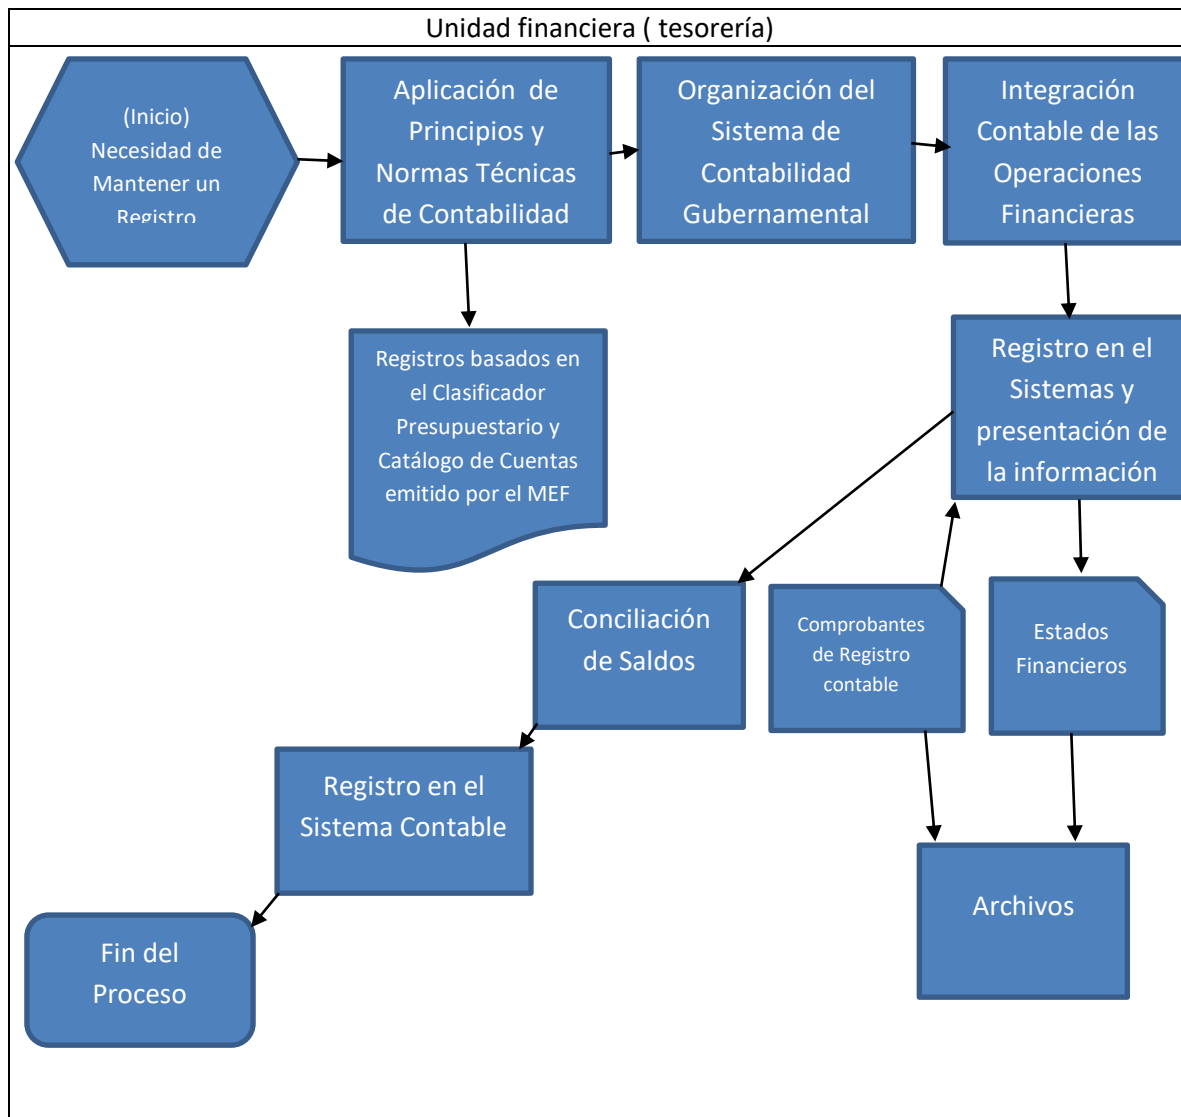 Unidad financiera ( tesorería)
(Inicio)
Necesidad de
Mantener un
Registro
Aplicación de
Principios y
Normas Técnicas
de Contabilidad
Organización del
Sistema de
Contabilidad
Gubernamental
Integración
Contable de las
Operaciones
Financieras
Registros basados en
el Clasificador
Presupuestario y
Catálogo de Cuentas
emitido por el MEF
Registro en el
Sistemas y
presentación de
la información
Conciliación
de Saldos
Comprobantes
de Registro
contable
Estados
Financieros
Registro en el
Sistema Contable
Archivos
Fin del
Proceso